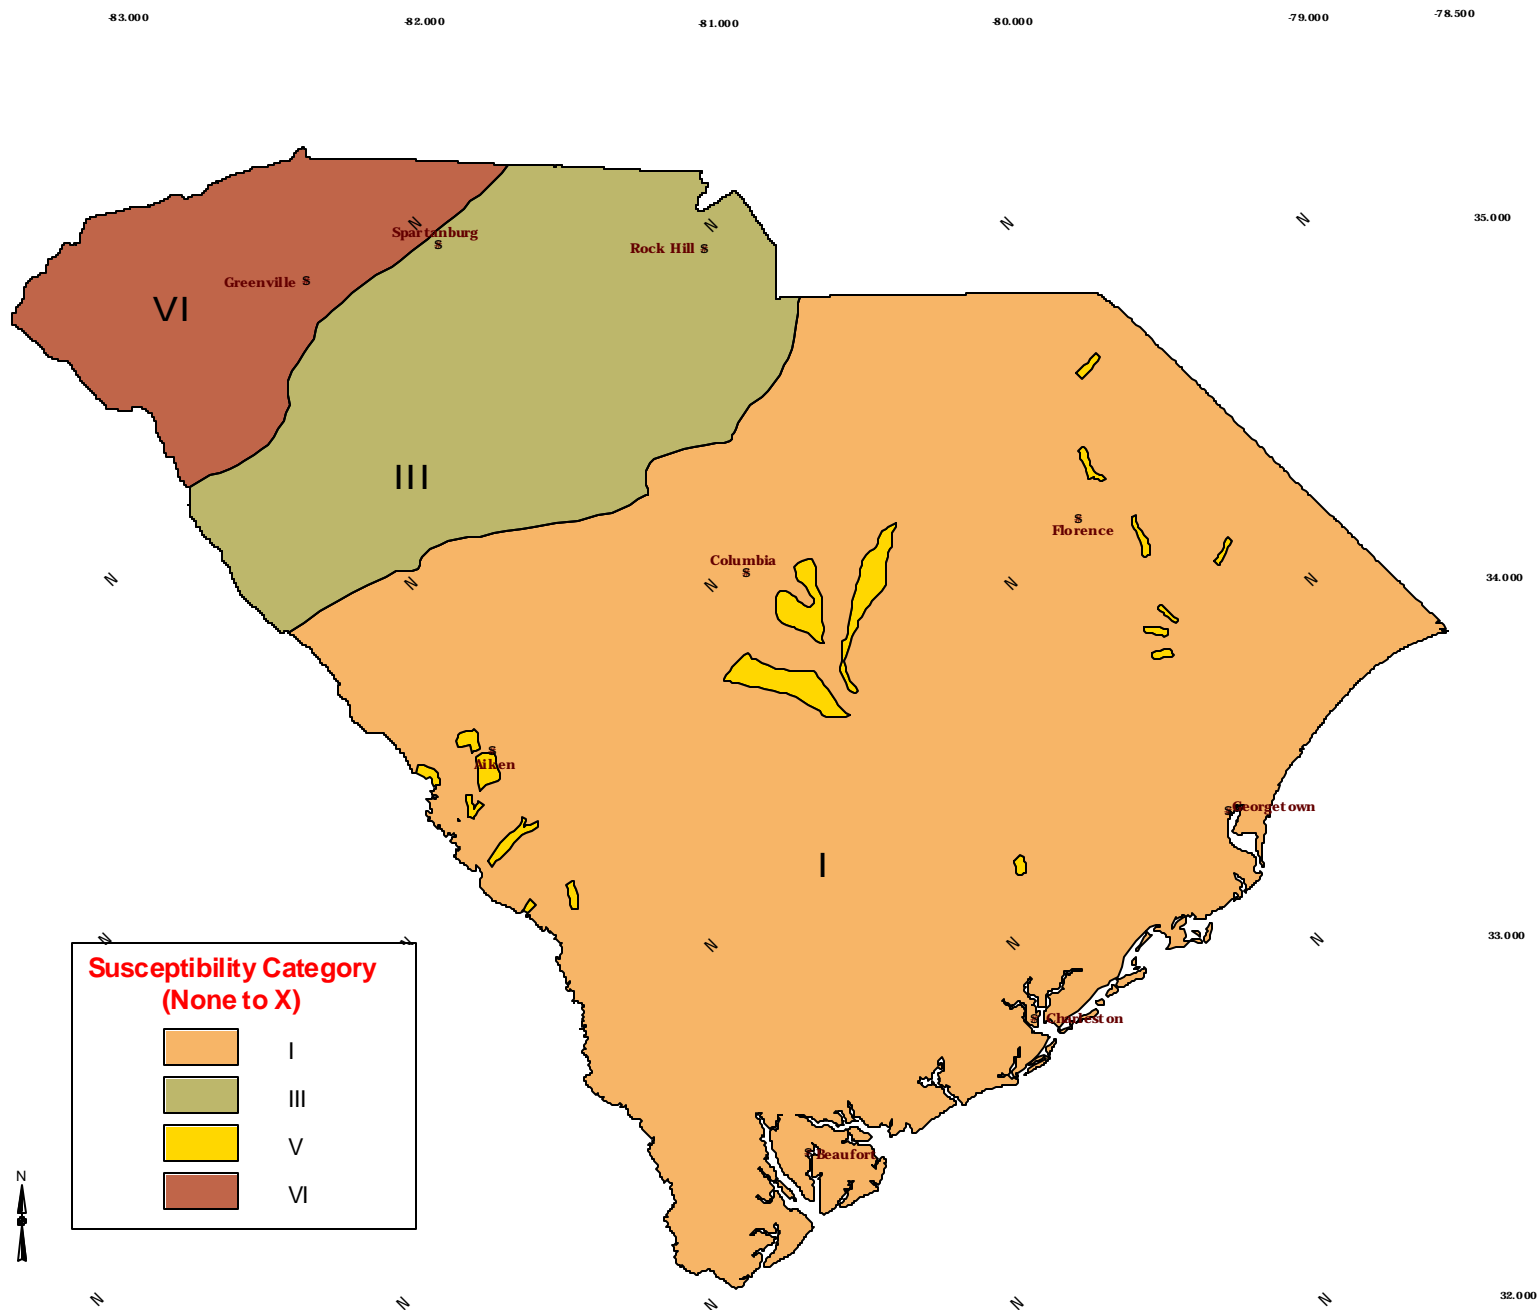 -83.000
-82.000
-81.000
-80.000
-79.000
-78.500
N
N
N
N
35.000
Spartanburg
S
Rock Hill S
Greenville S
VI
III
S
Florence
Columbia
S
N
N
N
N
N
34.000
S
Aiken
S Georgetown
I
N
N
N
N
N
33.000
Susceptibility Category
(None to X)
I
III
V
VI
S Charleston
S Beaufort
N
N
N
N
N
N
32.000